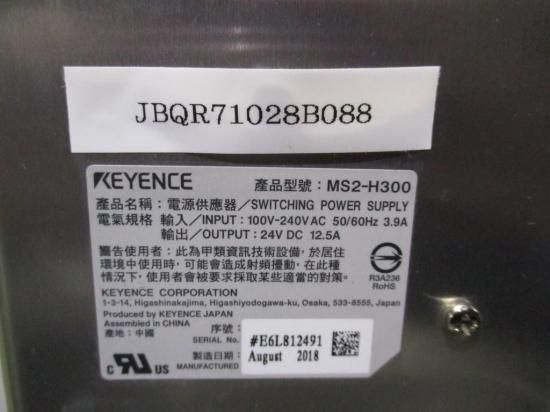 JBQR71028B088
KEYENCE 產品型號: MS2-H300
產品名稱: 電源供應器/SWITCHING POWER SUPPLY
電氣規格 輸入/INPUT: 100V-240V AC 50/60Hz 3.9A
輸出/OUTPUT: 24V DC 12.5A
警告使用者: 此為甲類資訊技術設備, 於居住
環境中使用時, 可能會造成射頻擾動, 在此種
情況下, 使用者會被要求採取某些適當的對策。
R3A236
RoHS
KEYENCE CORPORATION
1-3-14, Higashinakajima, Higashiyodogawa-ku, Osaka, 533-8555, Japan
Produced by KEYENCE JAPAN
Assembled in CHINA
產地: 中國
序號:
SERIAL No.
#E6L812491
製造日期:
MANUFACTURED
August 2018
c RU US